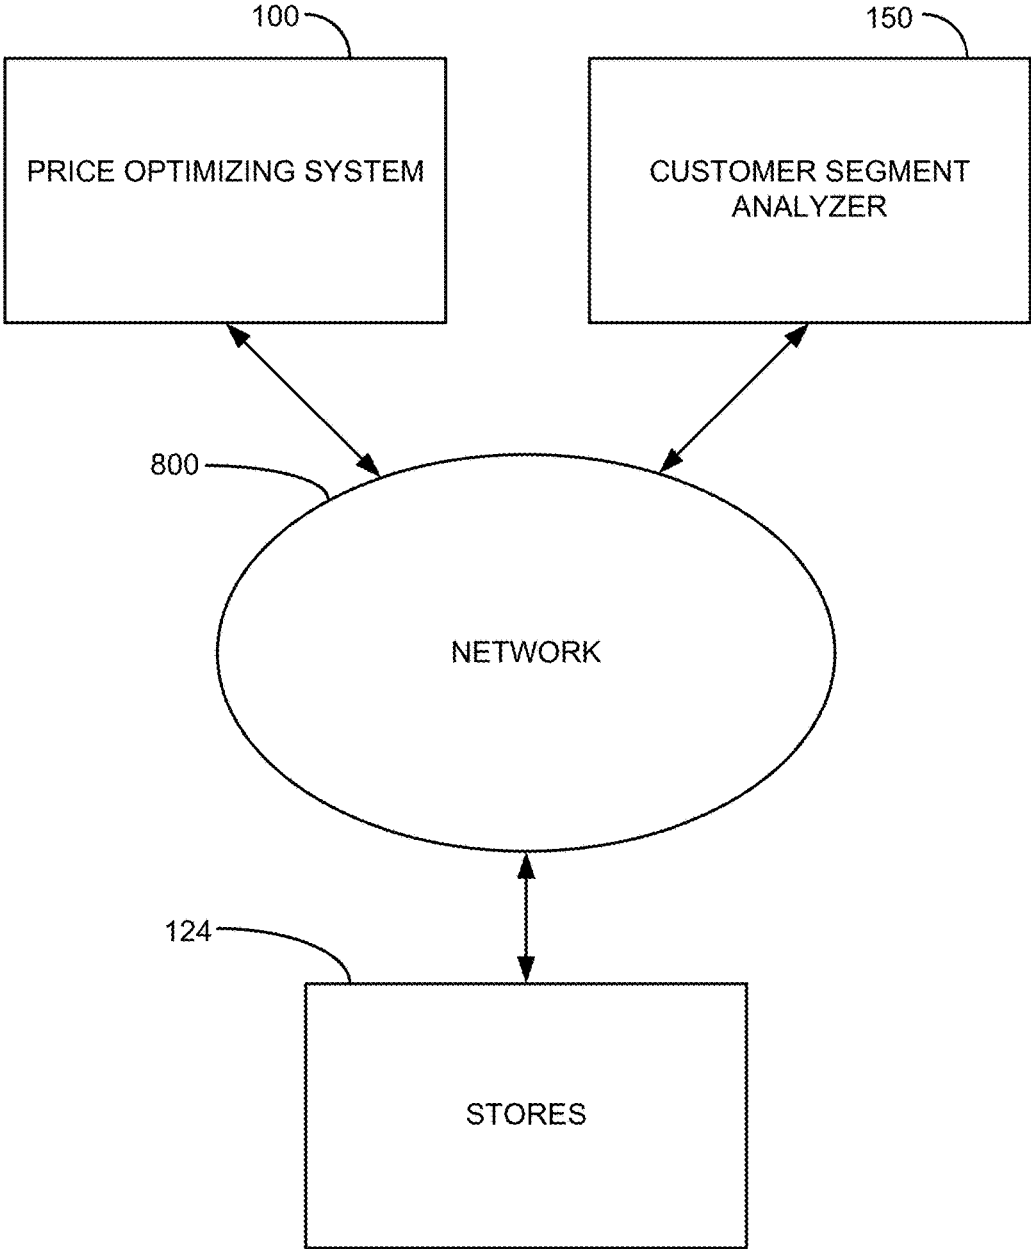 100
150
PRICE OPTIMIZING SYSTEM
CUSTOMER SEGMENT
ANALYZER
800
NETWORK
124
STORES